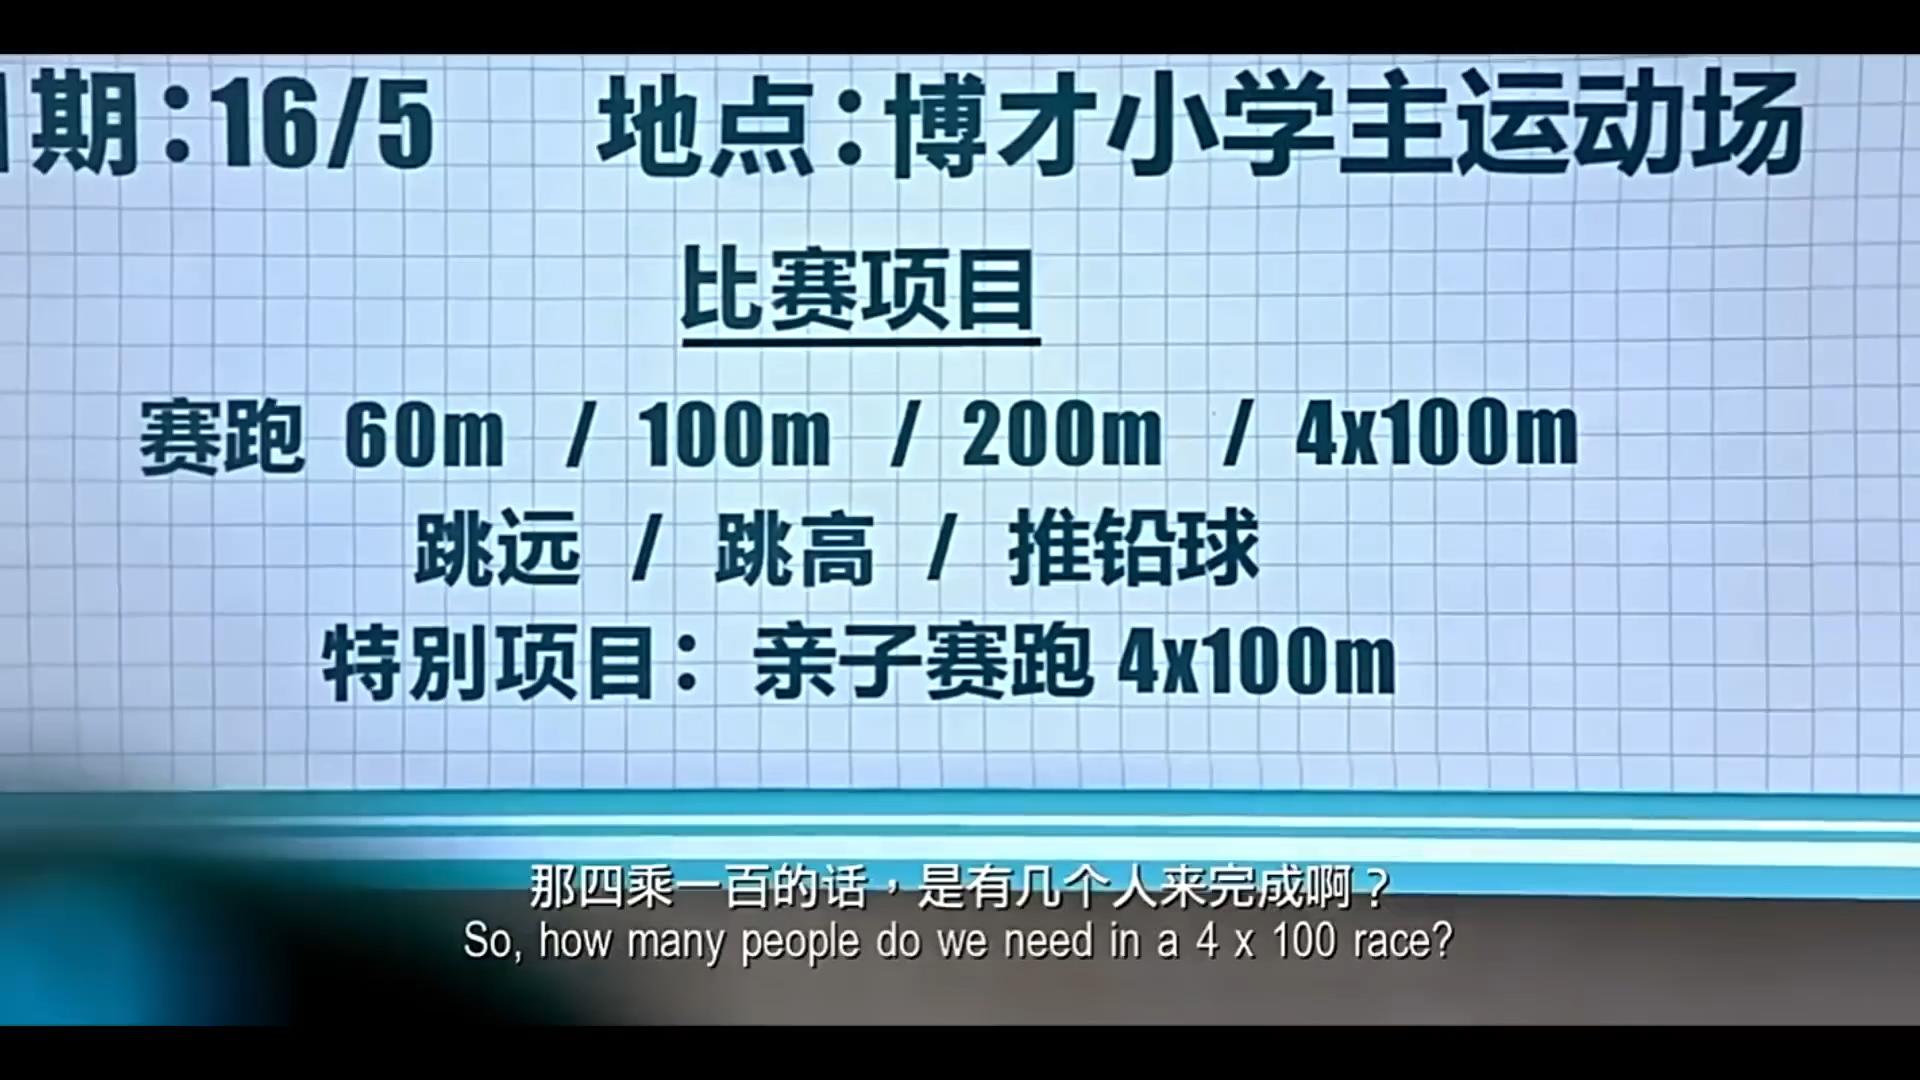 日期：16/5 地点：博才小学主运动场
比赛项目
赛跑 60m / 100m / 200m / 4x100m
跳远 / 跳高 / 推铅球
特别项目：亲子赛跑 4x100m
那四乘一百的话，是有几个人来完成啊？
So, how many people do we need in a 4 x 100 race?